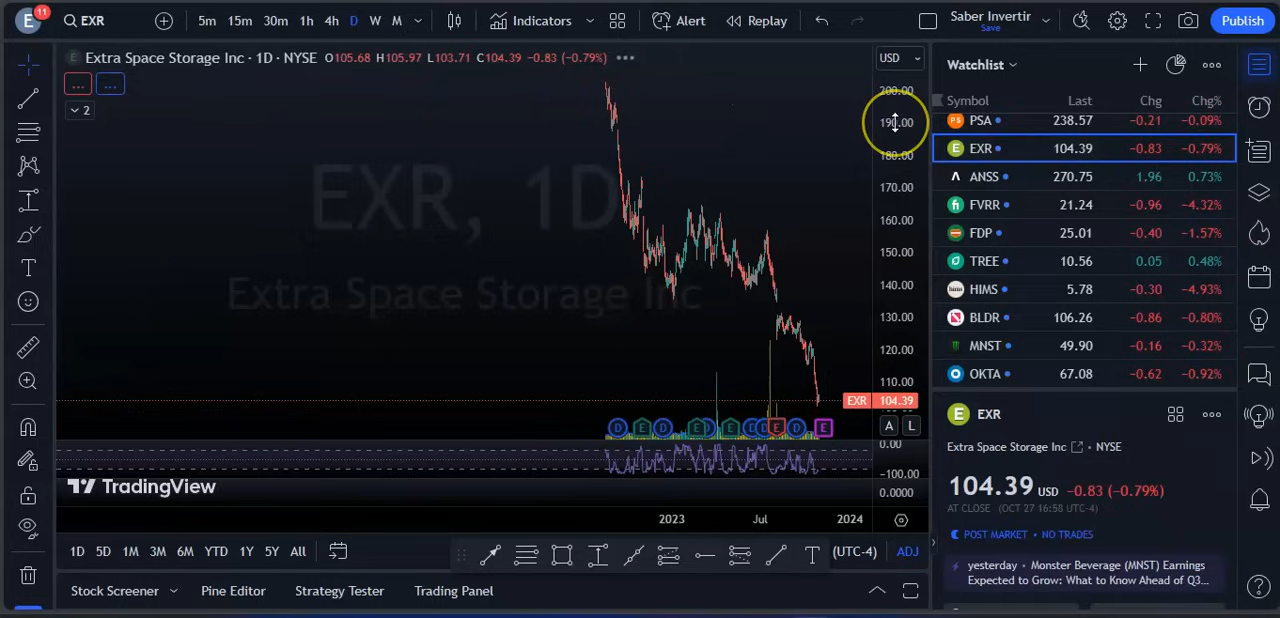 E 11 EXR 5m 15m 30m 1h 4h D W M Indicators Alert Replay Saber Invertir Save Publish
Extra Space Storage Inc · 1D · NYSE O105.68 H105.97 L103.71 C104.39 -0.83 (-0.79%) USD
2
EXR, 1D
Extra Space Storage Inc
200.00
190.00
180.00
170.00
160.00
150.00
140.00
130.00
120.00
110.00
EXR 104.39
D E D E D E D D E D E
A L
0.00
-100.00
0.0000
TradingView
2023 Jul 2024
1D 5D 1M 3M 6M YTD 1Y 5Y All (UTC-4) ADJ
Stock Screener Pine Editor Strategy Tester Trading Panel
Watchlist
Symbol Last Chg Chg%
PSA 238.57 -0.21 -0.09%
EXR 104.39 -0.83 -0.79%
ANSS 270.75 1.96 0.73%
FVRR 21.24 -0.96 -4.32%
FDP 25.01 -0.40 -1.57%
TREE 10.56 0.05 0.48%
HIMS 5.78 -0.30 -4.93%
BLDR 106.26 -0.86 -0.80%
MNST 49.90 -0.16 -0.32%
OKTA 67.08 -0.62 -0.92%
E EXR
Extra Space Storage Inc · NYSE
104.39 USD -0.83 (-0.79%)
AT CLOSE (OCT 27 16:58 UTC-4)
POST MARKET · NO TRADES
yesterday · Monster Beverage (MNST) Earnings
Expected to Grow: What to Know Ahead of Q3...